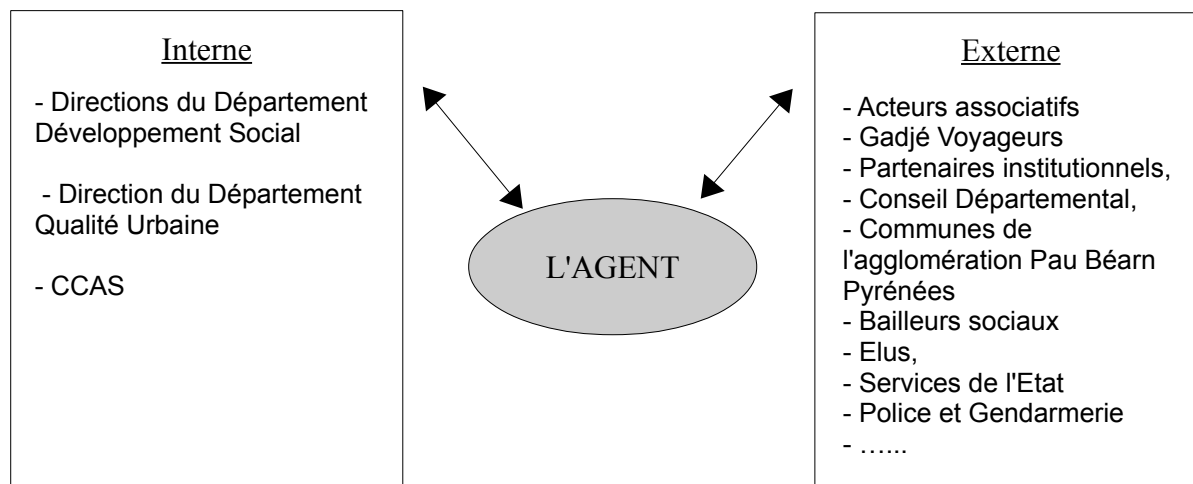 Interne
- Directions du Département
Développement Social
- Direction du Département
Qualité Urbaine
- CCAS
L'AGENT
Externe
- Acteurs associatifs
- Gadjé Voyageurs
- Partenaires institutionnels,
- Conseil Départemental,
- Communes de
l'agglomération Pau Béarn
Pyrénées
- Bailleurs sociaux
- Elus,
- Services de l'Etat
- Police et Gendarmerie
- …...